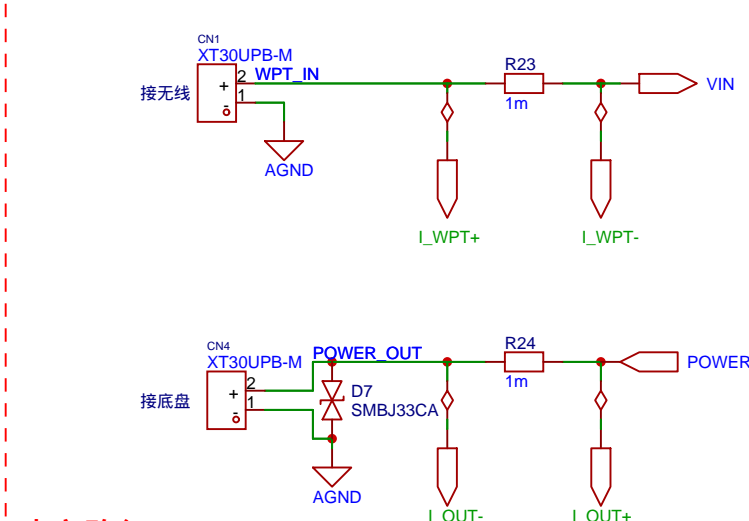 CN1
XT30UPB-M
2
WPT_IN
+
1
-
接无线
AGND
R23
1m
VIN
I_WPT+
I_WPT-
CN4
XT30UPB-M
POWER_OUT
2
+
1
-
接底盘
D7
SMBJ33CA
AGND
R24
1m
POWER
I_OUT-
I_OUT+